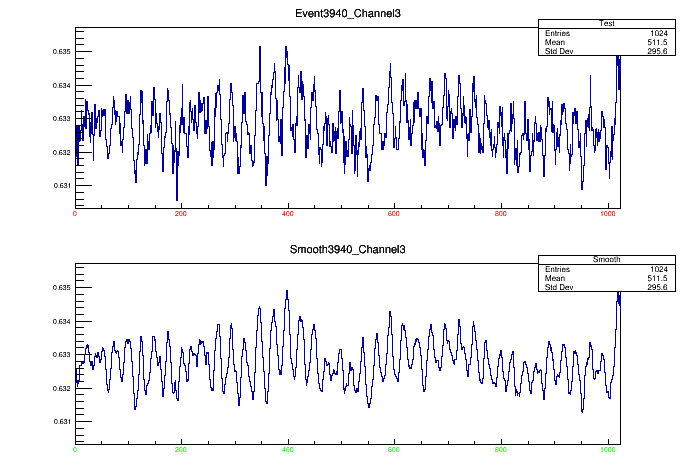 Event3940_Channel3
Test
Entries 1024
Mean 511.5
Std Dev 295.6
0.635
0.634
0.633
0.632
0.631
0 200 400 600 800 1000
Smooth3940_Channel3
Smooth
Entries 1024
Mean 511.5
Std Dev 295.6
0.635
0.634
0.633
0.632
0.631
0 200 400 600 800 1000